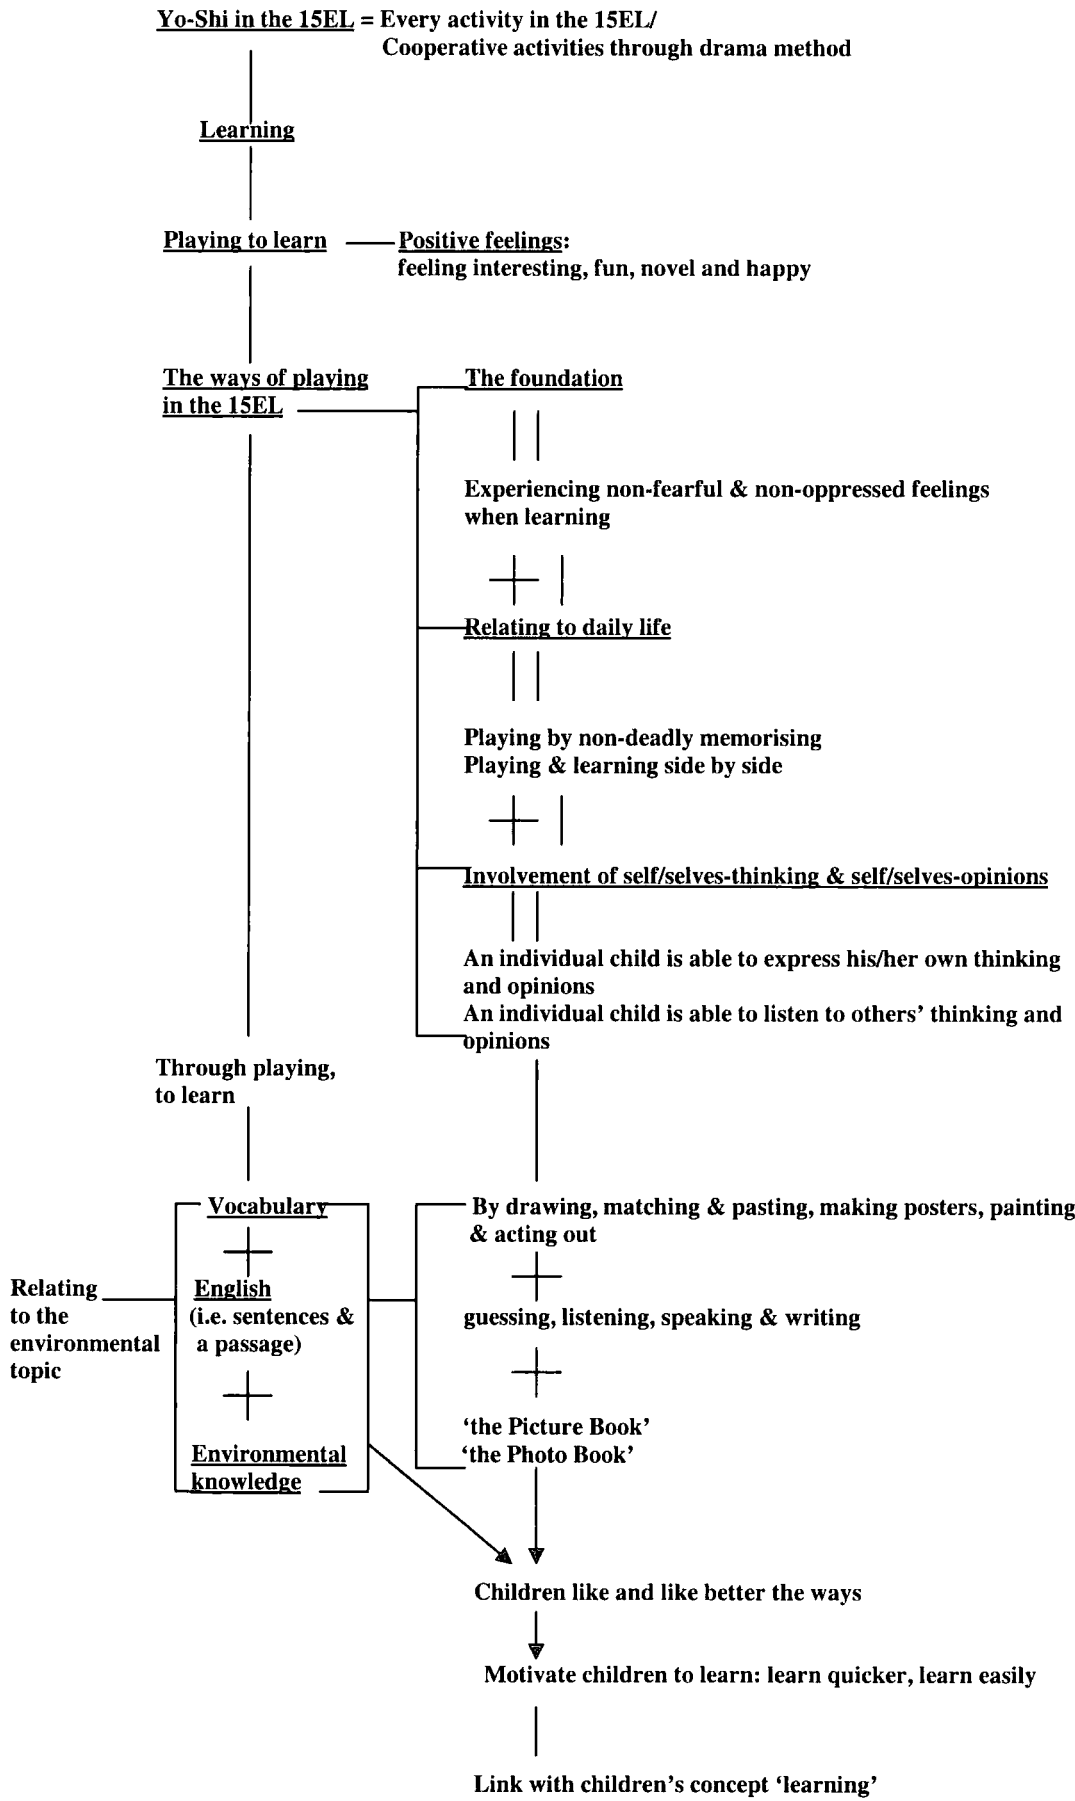 Yo-Shi in the 15EL = Every activity in the 15EL/
Cooperative activities through drama method
Learning
Playing to learn
Positive feelings:
feeling interesting, fun, novel and happy
The ways of playing
in the 15EL
The foundation
Experiencing non-fearful & non-oppressed feelings
when learning
Relating to daily life
Playing by non-deadly memorising
Playing & learning side by side
Involvement of self/selves-thinking & self/selves-opinions
An individual child is able to express his/her own thinking
and opinions
An individual child is able to listen to others’ thinking and
opinions
Through playing,
to learn
Relating
to the
environmental
topic
Vocabulary
English
(i.e. sentences &
a passage)
Environmental
knowledge
By drawing, matching & pasting, making posters, painting
& acting out
guessing, listening, speaking & writing
‘the Picture Book’
‘the Photo Book’
Children like and like better the ways
Motivate children to learn: learn quicker, learn easily
Link with children’s concept ‘learning’